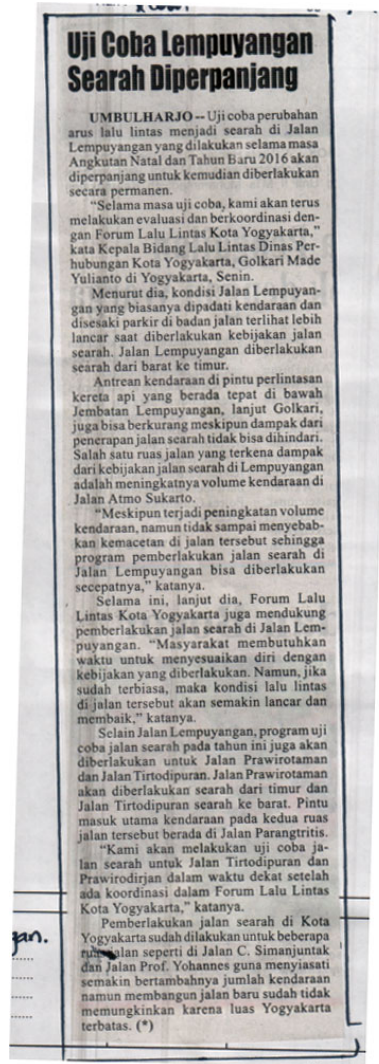 Uji Coba Lempuyangan
Searah Diperpanjang
UMBULHARJO -- Uji coba perubahan
arus lalu lintas menjadi searah di Jalan
Lempuyangan yang dilakukan selama masa
Angkutan Natal dan Tahun Baru 2016 akan
diperpanjang untuk kemudian diberlakukan
secara permanen.
"Selama masa uji coba, kami akan terus
melakukan evaluasi dan berkoordinasi den-
gan Forum Lalu Lintas Kota Yogyakarta,"
kata Kepala Bidang Lalu Lintas Dinas Per-
hubungan Kota Yogyakarta, Golkari Made
Yulianto di Yogyakarta, Senin.
Menurut dia, kondisi Jalan Lempuyan-
gan yang biasanya dipadati kendaraan dan
disesaki parkir di badan jalan terlihat lebih
lancar saat diberlakukan kebijakan jalan
searah. Jalan Lempuyangan diberlakukan
searah dari barat ke timur.
Antrean kendaraan di pintu perlintasan
kereta api yang berada tepat di bawah
Jembatan Lempuyangan, lanjut Golkari,
juga bisa berkurang meskipun dampak dari
penerapan jalan searah tidak bisa dihindari.
Salah satu ruas jalan yang terkena dampak
dari kebijakan jalan searah di Lempuyangan
adalah meningkatnya volume kendaraan di
Jalan Atmo Sukarto.
"Meskipun terjadi peningkatan volume
kendaraan, namun tidak sampai menyebab-
kan kemacetan di jalan tersebut sehingga
program pemberlakukan jalan searah di
Jalan Lempuyangan bisa diberlakukan
secepatnya," katanya.
Selama ini, lanjut dia, Forum Lalu
Lintas Kota Yogyakarta juga mendukung
pemberlakukan jalan searah di Jalan Lem-
puyangan. "Masyarakat membutuhkan
waktu untuk menyesuaikan diri dengan
kebijakan yang diberlakukan. Namun, jika
sudah terbiasa, maka kondisi lalu lintas
di jalan tersebut akan semakin lancar dan
membaik," katanya.
Selain Jalan Lempuyangan, program uji
coba jalan searah pada tahun ini juga akan
diberlakukan untuk Jalan Prawirotaman
dan Jalan Tirtodipuran. Jalan Prawirotaman
akan diberlakukan searah dari timur dan
Jalan Tirtodipuran searah ke barat. Pintu
masuk utama kendaraan pada kedua ruas
jalan tersebut berada di Jalan Parangtritis.
"Kami akan melakukan uji coba ja-
lan searah untuk Jalan Tirtodipuran dan
Prawirodirjan dalam waktu dekat setelah
ada koordinasi dalam Forum Lalu Lintas
Kota Yogyakarta," katanya.
Pemberlakukan jalan searah di Kota
Yogyakarta sudah dilakukan untuk beberapa
ruas jalan seperti di Jalan C. Simanjuntak
dan Jalan Prof. Yohannes guna menyiasati
semakin bertambahnya jumlah kendaraan
namun membangun jalan baru sudah tidak
memungkinkan karena luas Yogyakarta
terbatas. (*)
gan.